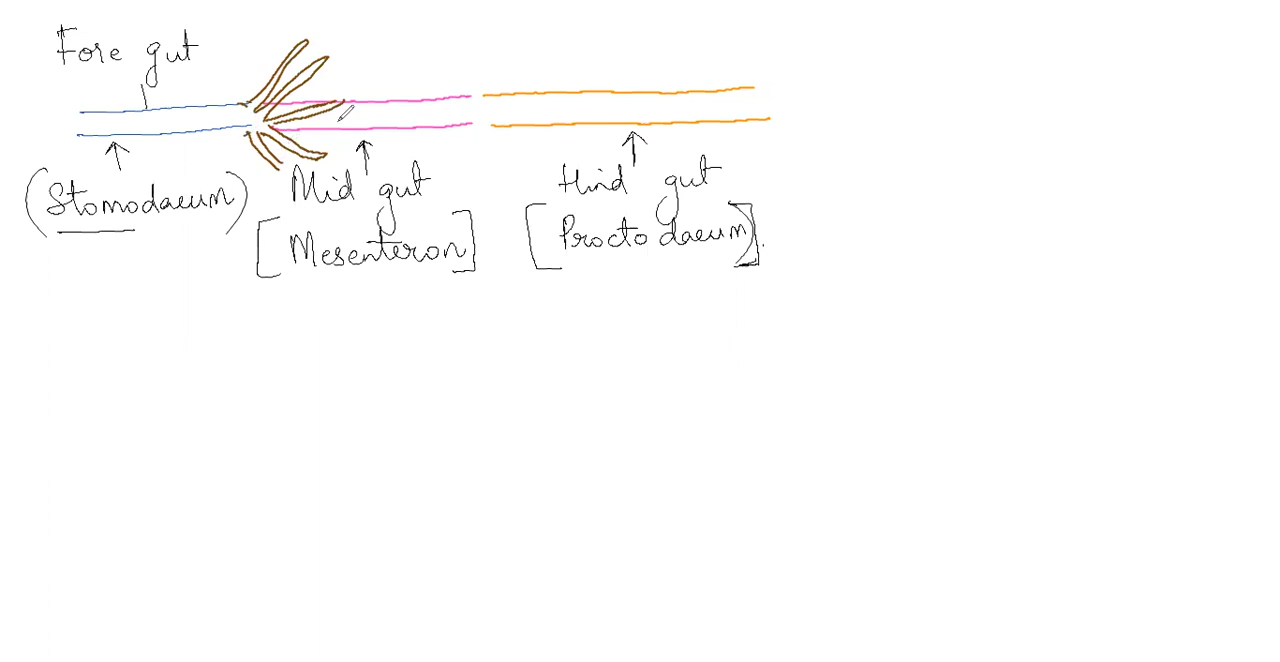 Fore gut
(Stomodaeum)
Mid gut
[Mesenteron]
Hind gut
[Proctodaeum].